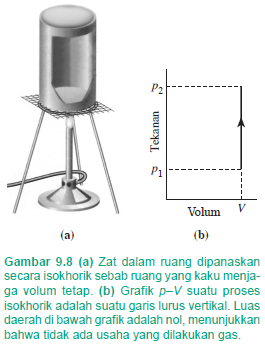 p2
Tekanan
p1
Volum V
(a) (b)
Gambar 9.8 (a) Zat dalam ruang dipanaskan
secara isokhorik sebab ruang yang kaku menja-
ga volum tetap. (b) Grafik p–V suatu proses
isokhorik adalah suatu garis lurus vertikal. Luas
daerah di bawah grafik adalah nol, menunjukkan
bahwa tidak ada usaha yang dilakukan gas.